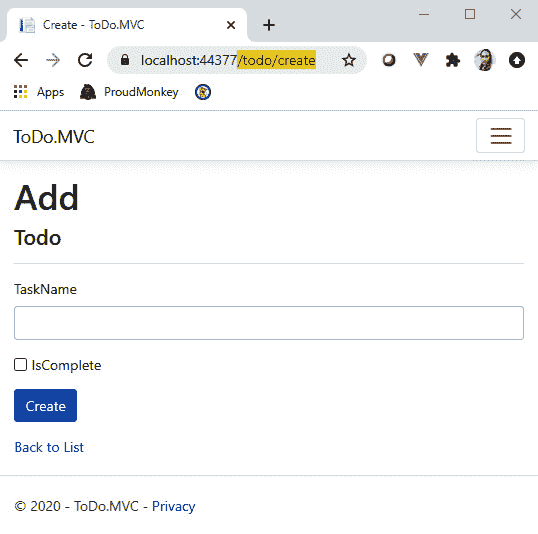 Create - ToDo.MVC
localhost:44377/todo/create
Apps ProudMonkey
ToDo.MVC
Add
Todo
TaskName
IsComplete
Create
Back to List
© 2020 - ToDo.MVC - Privacy